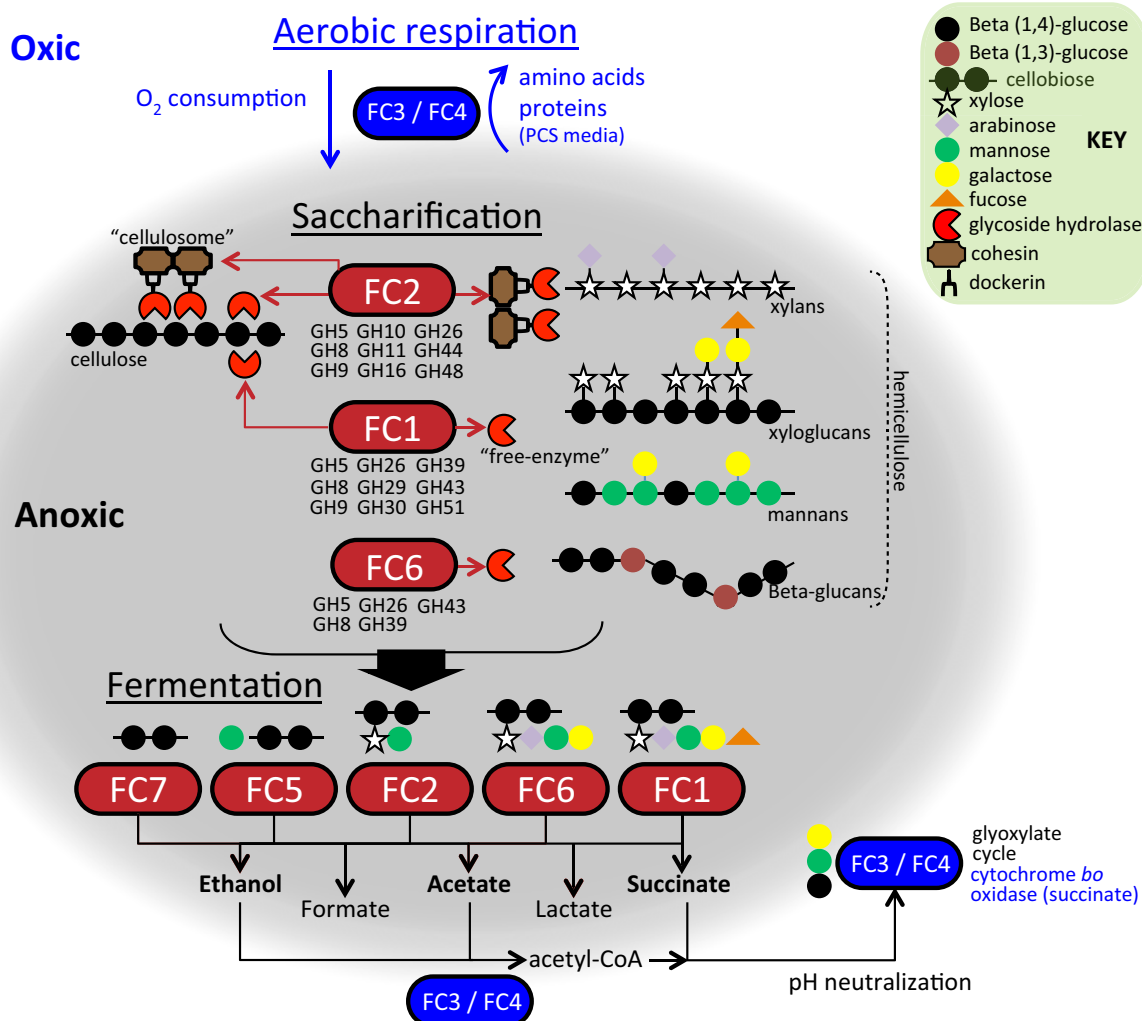 Oxic
Aerobic respiration
O2 consumption
FC3 / FC4
amino acids
proteins
(PCS media)
Beta (1,4)-glucose
Beta (1,3)-glucose
cellobiose
xylose
arabinose
KEY
mannose
galactose
fucose
glycoside hydrolase
cohesin
dockerin
Saccharification
“cellulosome”
FC2
GH5 GH10 GH26
GH8 GH11 GH44
GH9 GH16 GH48
cellulose
xylans
FC1
“free-enzyme”
GH5 GH26 GH39
GH8 GH29 GH43
GH9 GH30 GH51
xyloglucans
hemicellulose
Anoxic
mannans
FC6
GH5 GH26 GH43
GH8 GH39
Beta-glucans
Fermentation
FC7
FC5
FC2
FC6
FC1
Ethanol
Formate
Acetate
Lactate
Succinate
FC3 / FC4
glyoxylate
cycle
cytochrome bo
oxidase (succinate)
acetyl-CoA
FC3 / FC4
pH neutralization